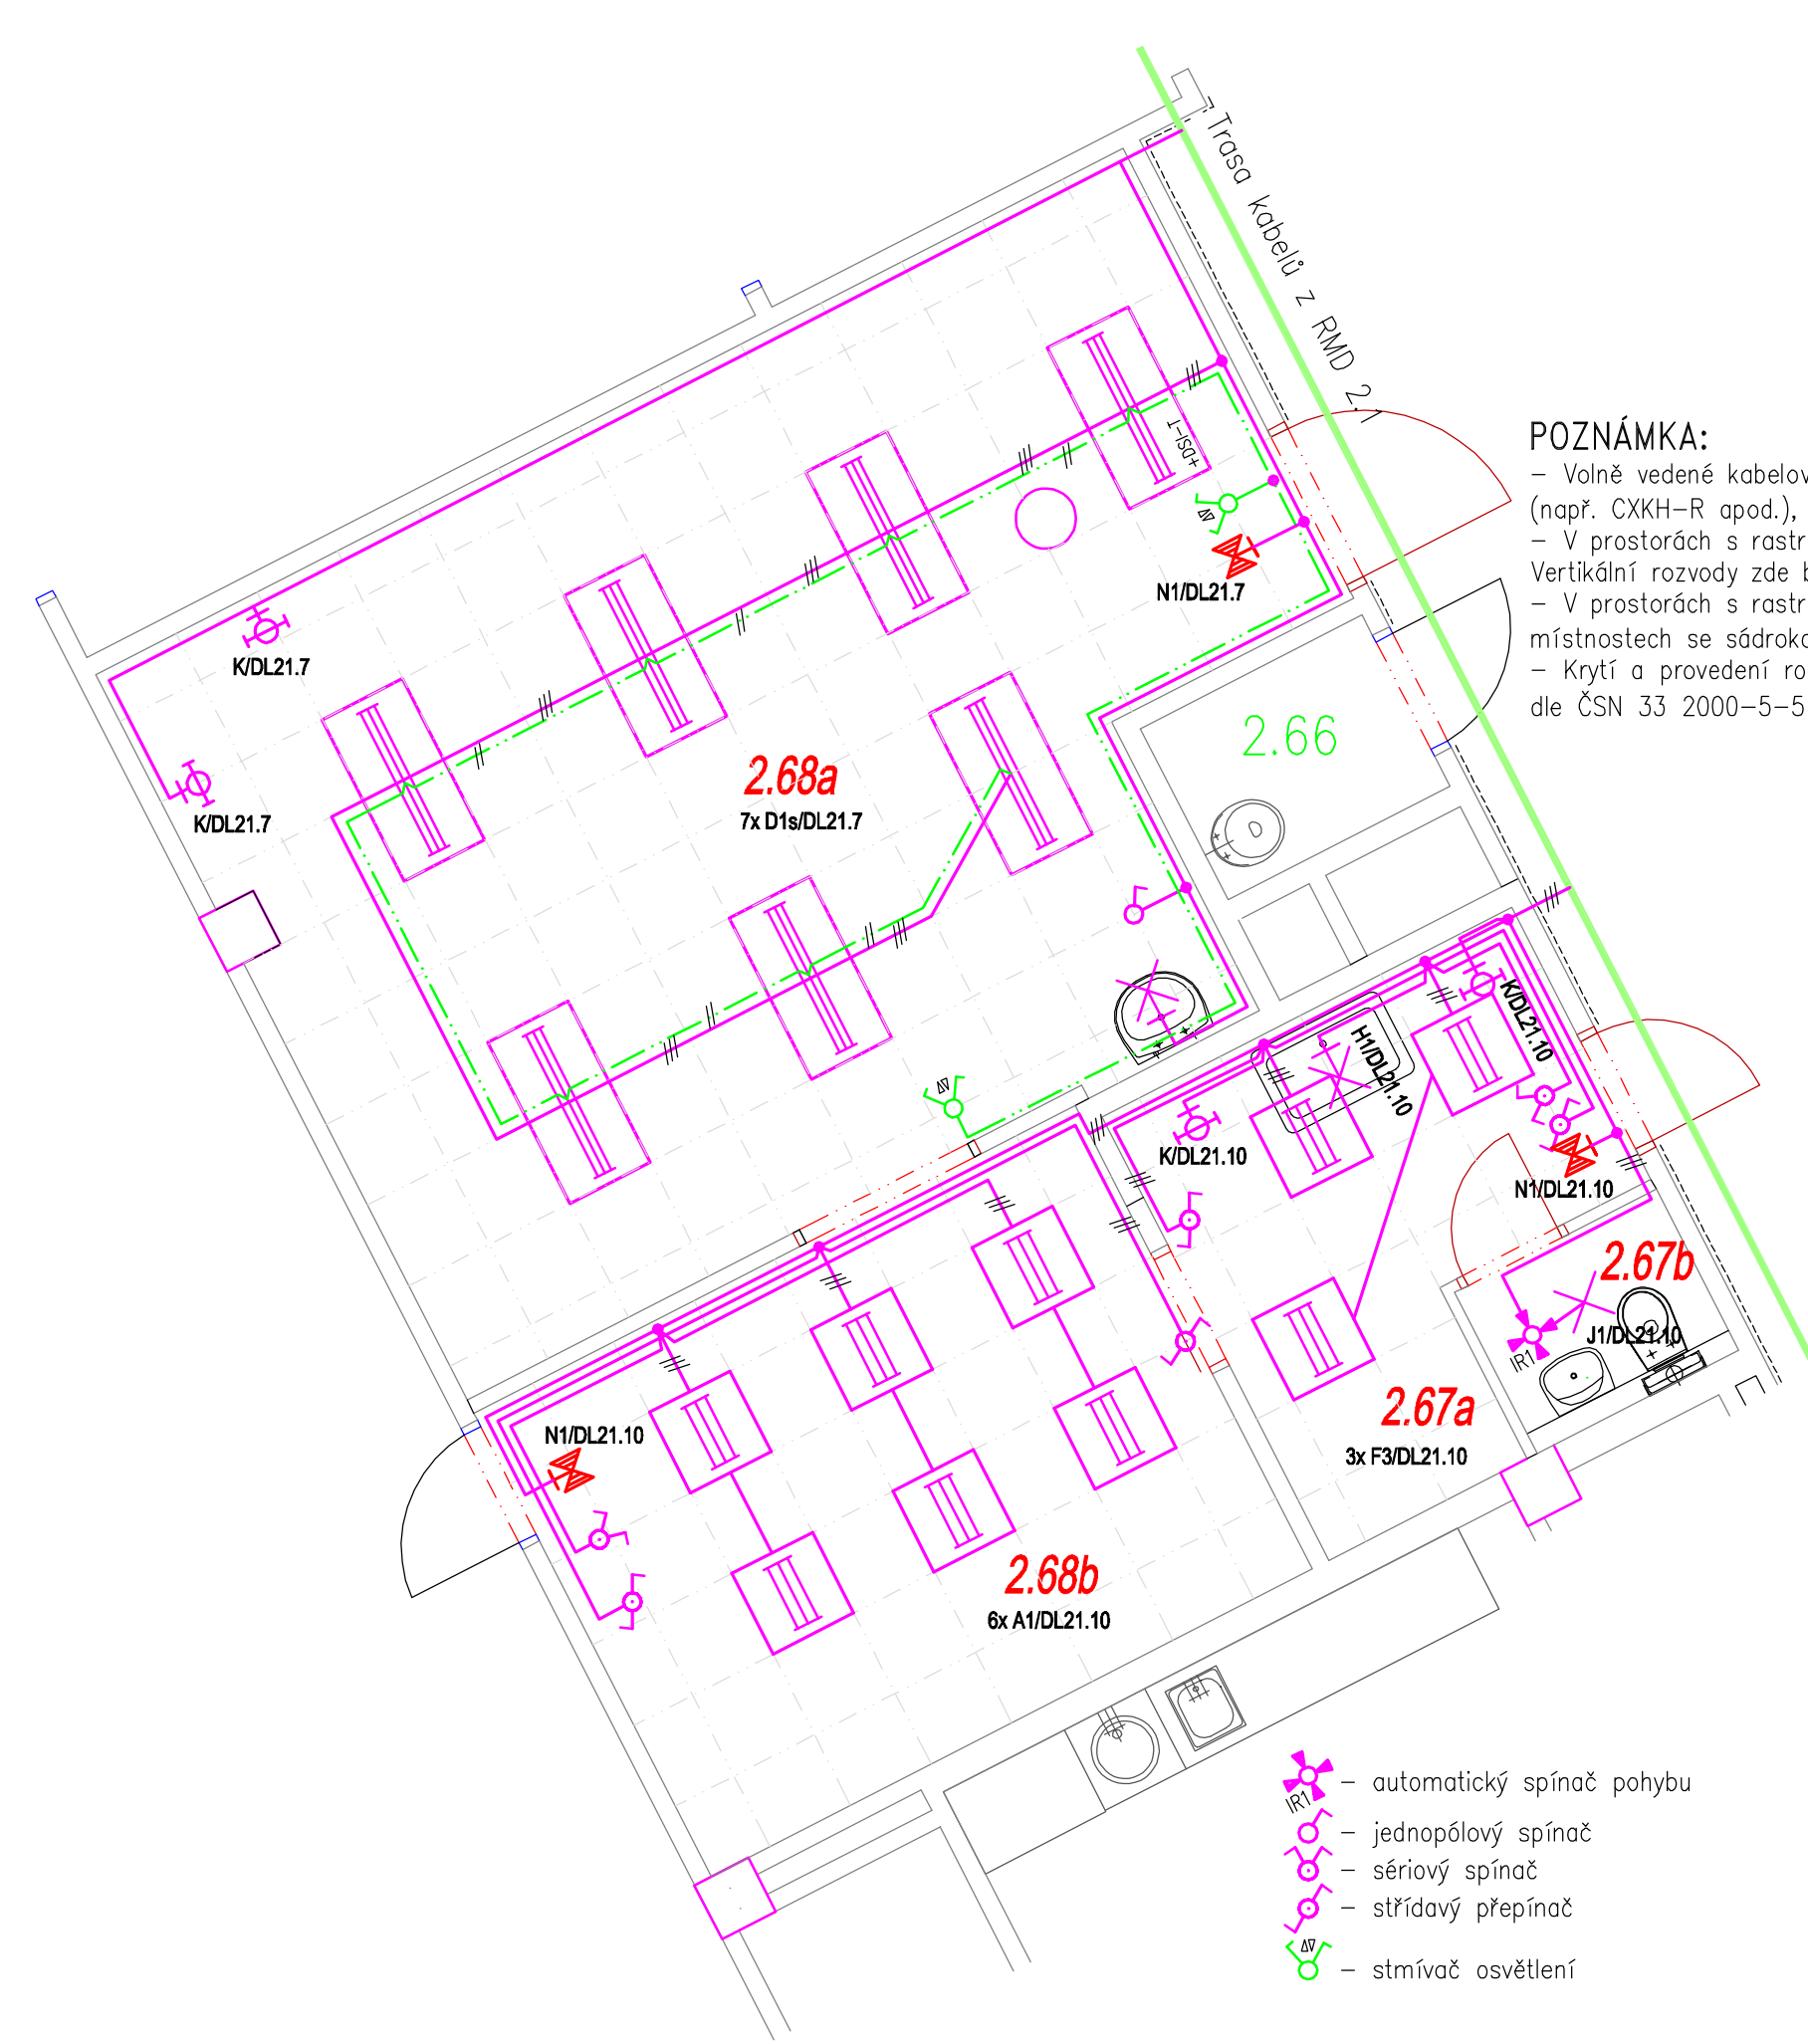 Trasa kabelů z RMD 2.1
POZNÁMKA:
– Volně vedené kabelov
(např. CXKH–R apod.),
– V prostorách s rastr
Vertikální rozvody zde b
– V prostorách s rastr
místnostech se sádroka
– Krytí a provedení ro
dle ČSN 33 2000–5–5
+DSI–T
N1/DL21.7
K/DL21.7
K/DL21.7
2.66
2.68a
7x D1s/DL21.7
K/DL21.10
H1/DL21.10
K/DL21.10
N1/DL21.10
2.67b
J1/DL21.10
IR1
2.67a
3x F3/DL21.10
N1/DL21.10
2.68b
6x A1/DL21.10
IR1
– automatický spínač pohybu
– jednopólový spínač
– sériový spínač
– střídavý přepínač
– stmívač osvětlení